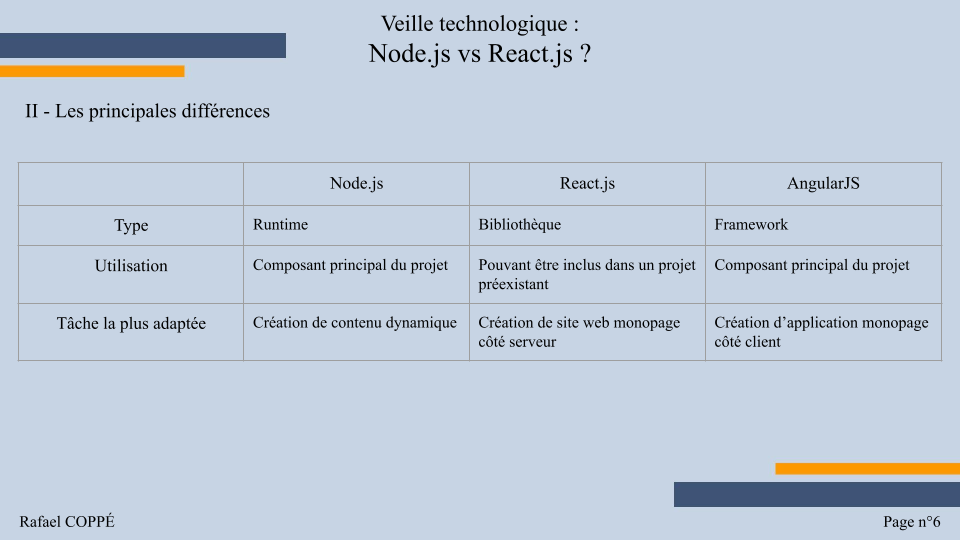 Veille technologique :
Node.js vs React.js ?
II - Les principales différences
Node.js
React.js
AngularJS
Type
Runtime
Bibliothèque
Framework
Utilisation
Composant principal du projet
Pouvant être inclus dans un projet
préexistant
Composant principal du projet
Tâche la plus adaptée
Création de contenu dynamique
Création de site web monopage
côté serveur
Création d’application monopage
côté client
Rafael COPPÉ
Page n°6